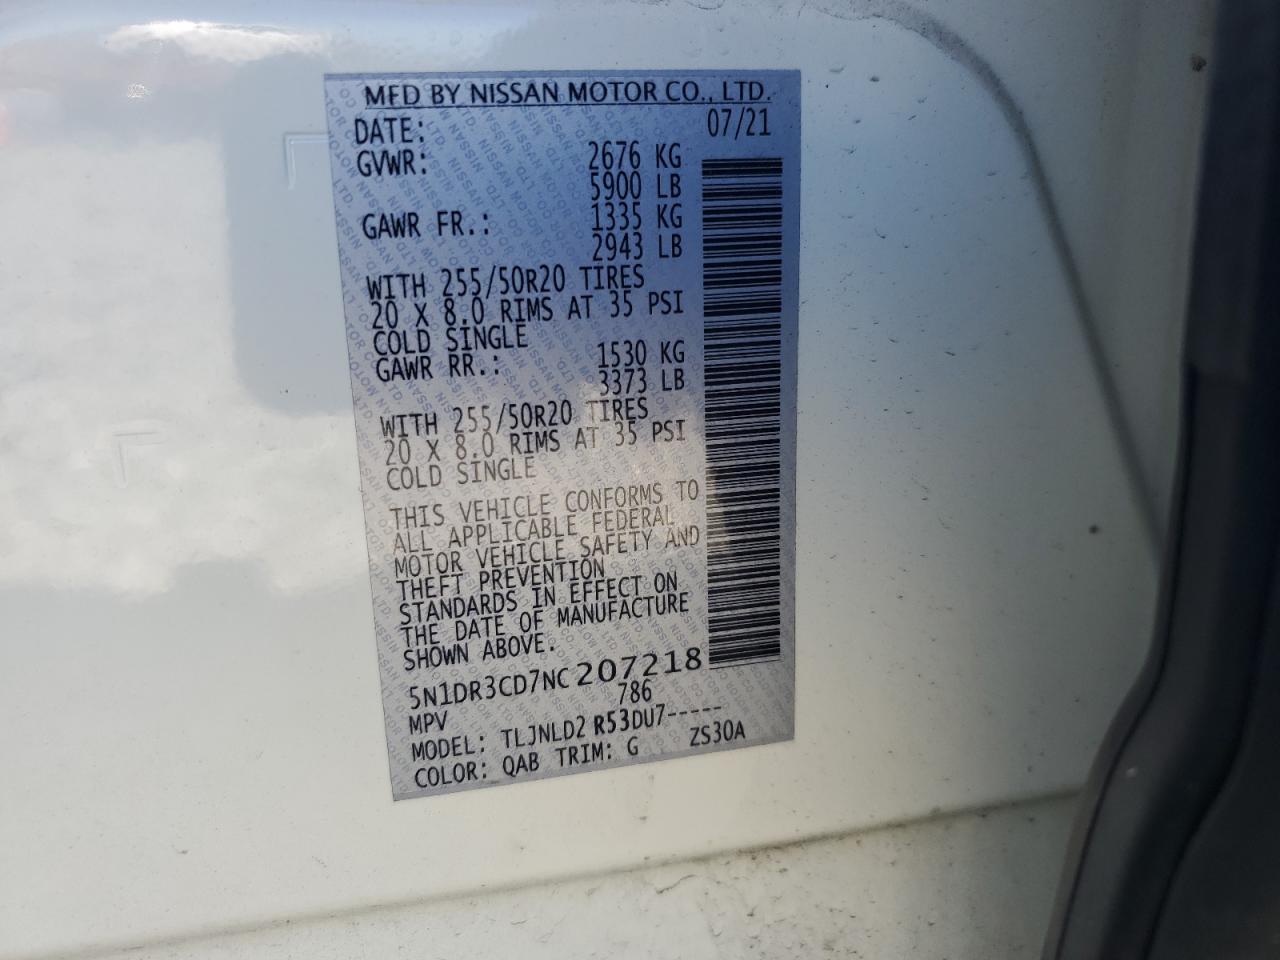 MFD BY NISSAN MOTOR CO., LTD.
DATE: 07/21
GVWR: 2676 KG
5900 LB
GAWR FR.: 1335 KG
2943 LB
WITH 255/50R20 TIRES
20 X 8.0 RIMS AT 35 PSI
COLD SINGLE
GAWR RR.: 1530 KG
3373 LB
WITH 255/50R20 TIRES
20 X 8.0 RIMS AT 35 PSI
COLD SINGLE
THIS VEHICLE CONFORMS TO
ALL APPLICABLE FEDERAL
MOTOR VEHICLE SAFETY AND
THEFT PREVENTION
STANDARDS IN EFFECT ON
THE DATE OF MANUFACTURE
SHOWN ABOVE.
5N1DR3CD7NC207218
MPV 786
MODEL: TLJNLD2 R53DU7-----
COLOR: QAB TRIM: G ZS30A